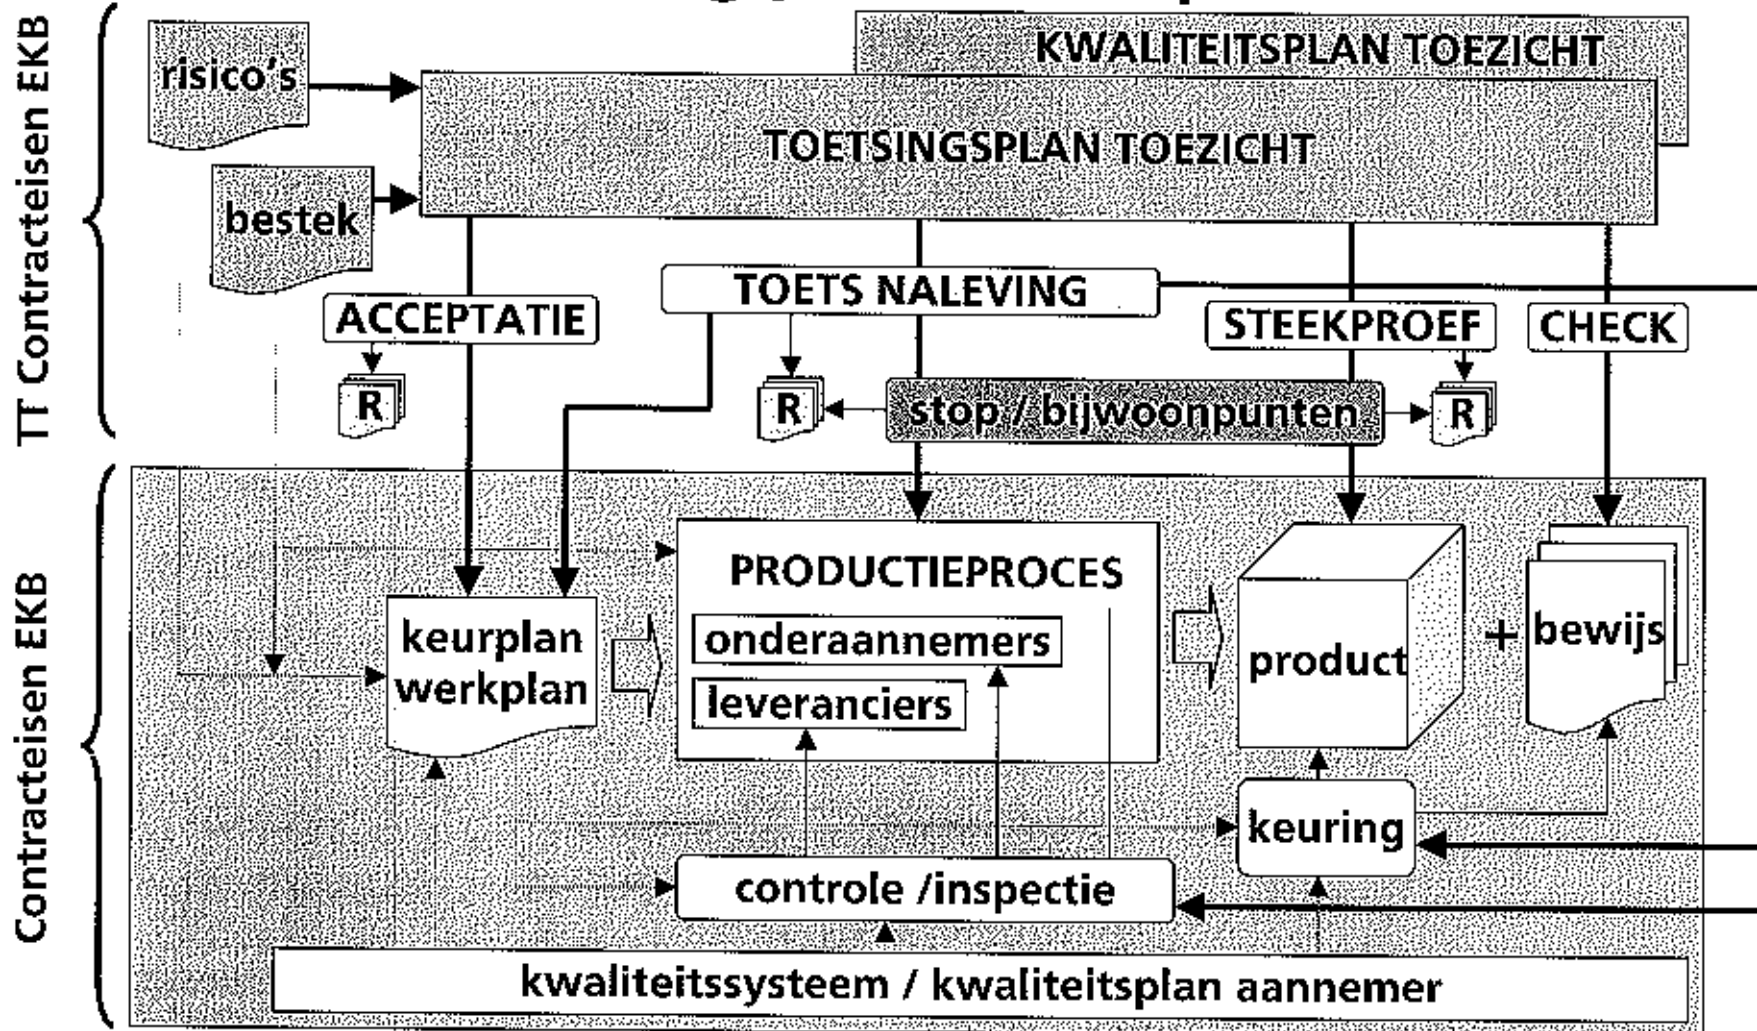 TT Contracteisen EKB
risico's
KWALITEITSPLAN TOEZICHT
TOETSINGSPLAN TOEZICHT
bestek
ACCEPTATIE
TOETS NALEVING
STEEKPROEF
CHECK
R
R
stop / bijwoonpunten
R
Contracteisen EKB
keurplan
werkplan
PRODUCTIEPROCES
onderaannemers
leveranciers
product
+
bewijs
keuring
controle /inspectie
kwaliteitssysteem / kwaliteitsplan aannemer